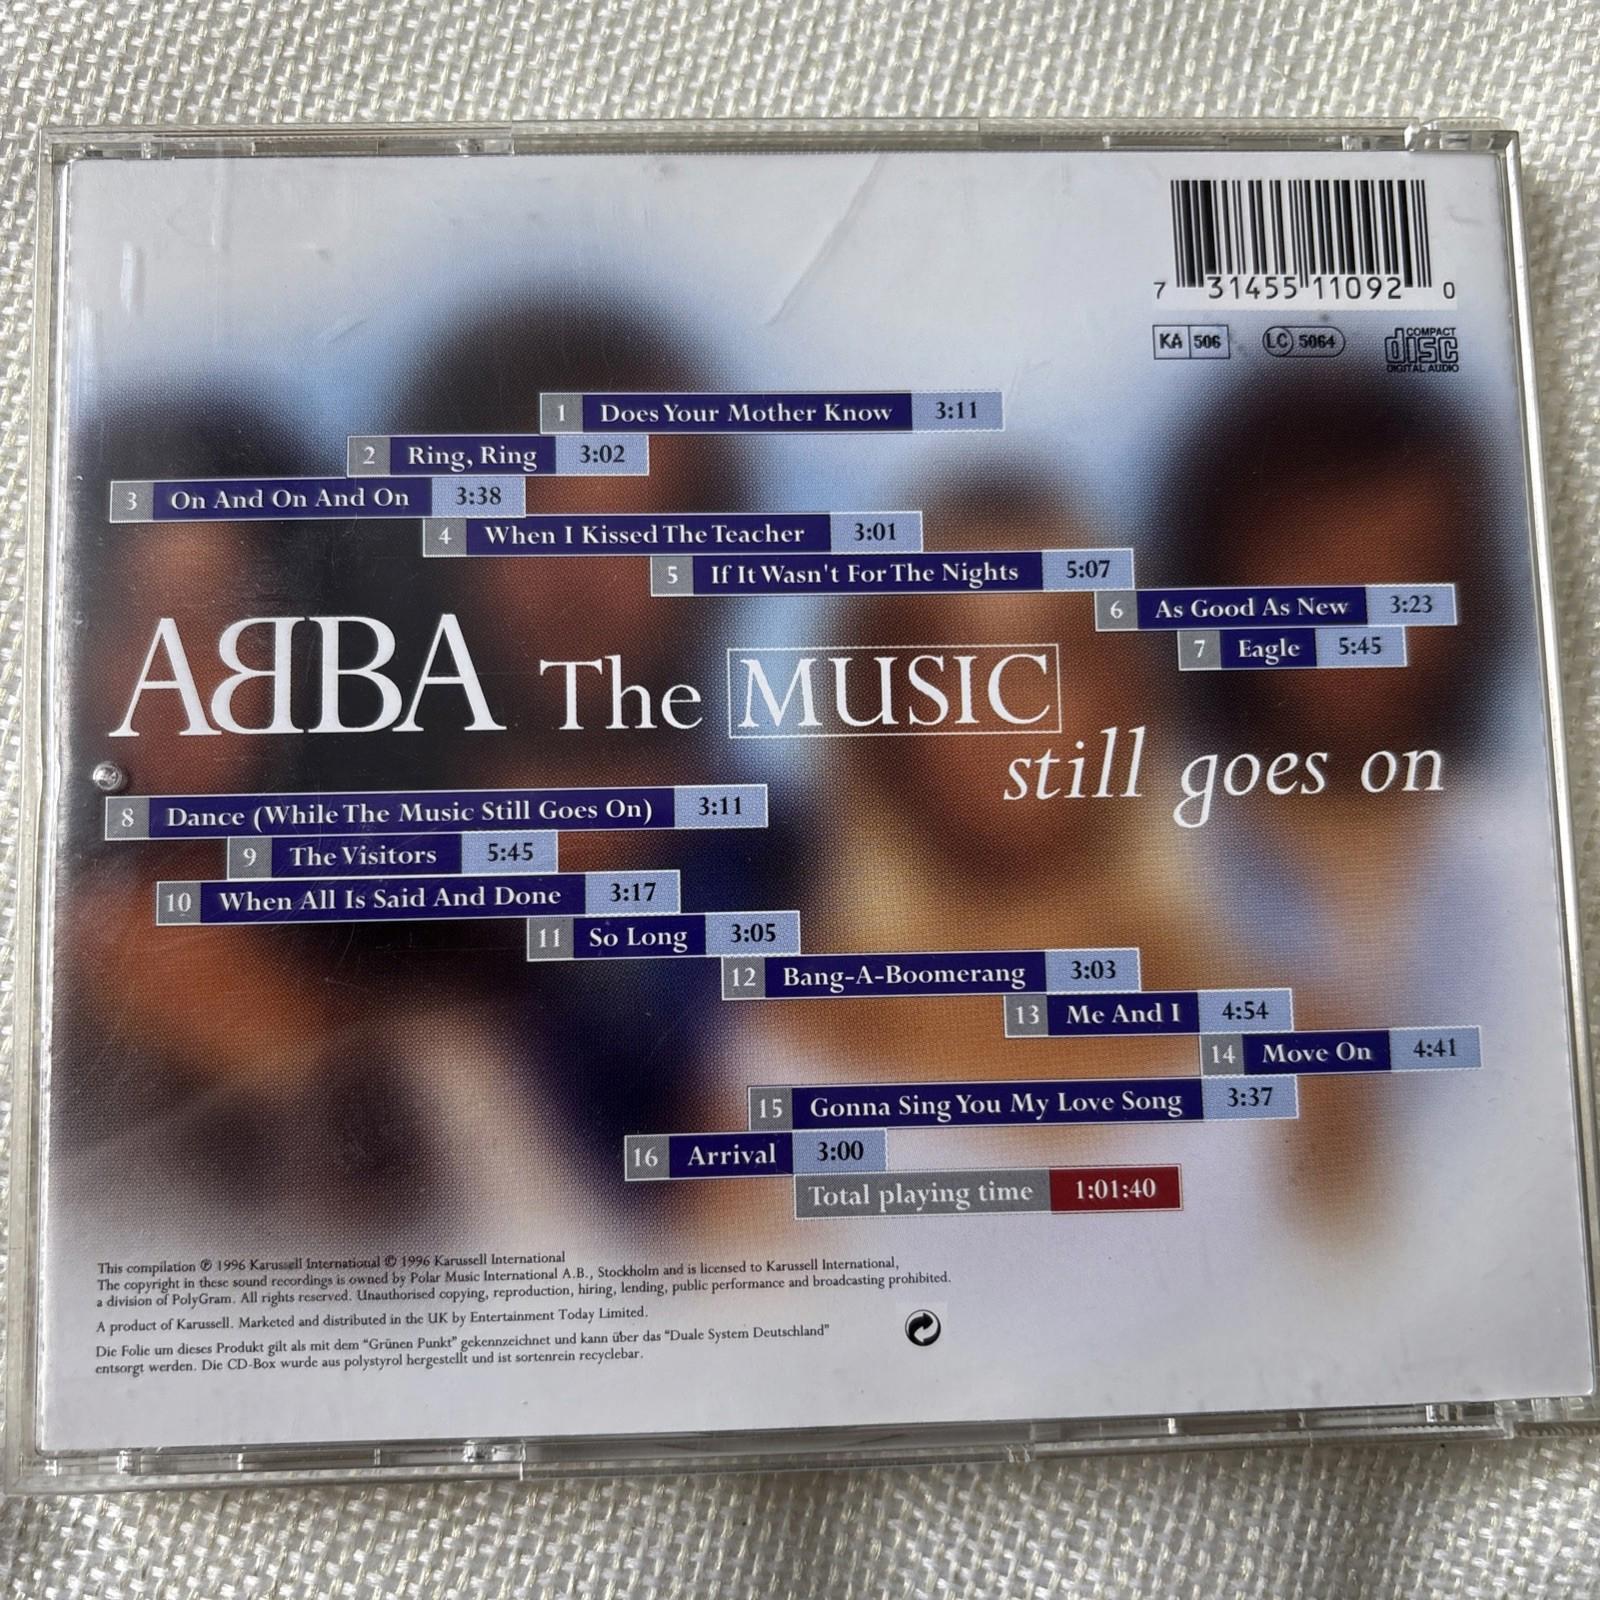 7 31455 11092 0
KA 506 LC 5064 COMPACT disc DIGITAL AUDIO
1 Does Your Mother Know 3:11
2 Ring, Ring 3:02
3 On And On And On 3:38
4 When I Kissed The Teacher 3:01
5 If It Wasn't For The Nights 5:07
6 As Good As New 3:23
7 Eagle 5:45
ABBA The MUSIC
still goes on
8 Dance (While The Music Still Goes On) 3:11
9 The Visitors 5:45
10 When All Is Said And Done 3:17
11 So Long 3:05
12 Bang-A-Boomerang 3:03
13 Me And I 4:54
14 Move On 4:41
15 Gonna Sing You My Love Song 3:37
16 Arrival 3:00
Total playing time 1:01:40
This compilation ℗ 1996 Karussell International © 1996 Karussell International
The copyright in these sound recordings is owned by Polar Music International A.B., Stockholm and is licensed to Karussell International,
a division of PolyGram. All rights reserved. Unauthorised copying, reproduction, hiring, lending, public performance and broadcasting prohibited.
A product of Karussell. Marketed and distributed in the UK by Entertainment Today Limited.
Die Folie um dieses Produkt gilt als mit dem "Grünen Punkt" gekennzeichnet und kann über das "Duale System Deutschland"
entsorgt werden. Die CD-Box wurde aus polystyrol hergestellt und ist sortenrein recyclebar.